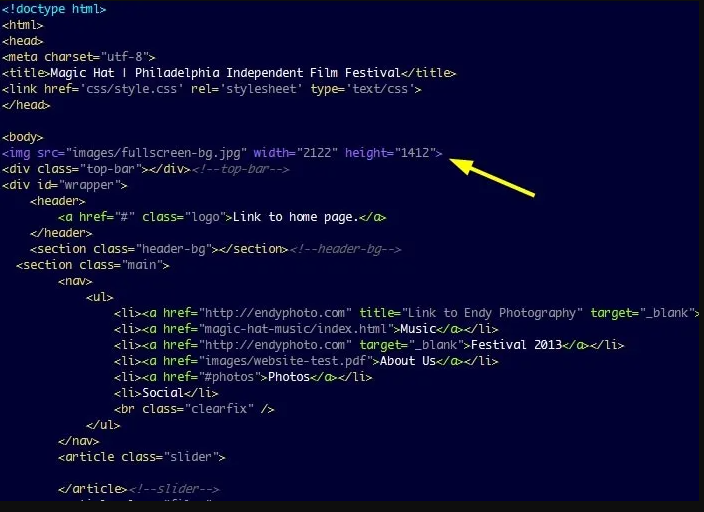 <!doctype html>
<html>
<head>
<meta charset="utf-8">
<title>Magic Hat | Philadelphia Independent Film Festival</title>
<link href='css/style.css' rel='stylesheet' type='text/css'>
</head>
<body>
<img src="images/fullscreen-bg.jpg" width="2122" height="1412">
<div class="top-bar"></div><!--top-bar-->
<div id="wrapper">
<header>
<a href="#" class="logo">Link to home page.</a>
</header>
<section class="header-bg"></section><!--header-bg-->
<section class="main">
<nav>
<ul>
<li><a href="http://endyphoto.com" title="Link to Endy Photography" target="_blank">
<li><a href="magic-hat-music/index.html">Music</a></li>
<li><a href="http://endyphoto.com" target="_blank">Festival 2013</a></li>
<li><a href="images/website-test.pdf">About Us</a></li>
<li><a href="#photos">Photos</a></li>
<li>Social</li>
<br class="clearfix" />
</ul>
</nav>
<article class="slider">
</article><!--slider-->